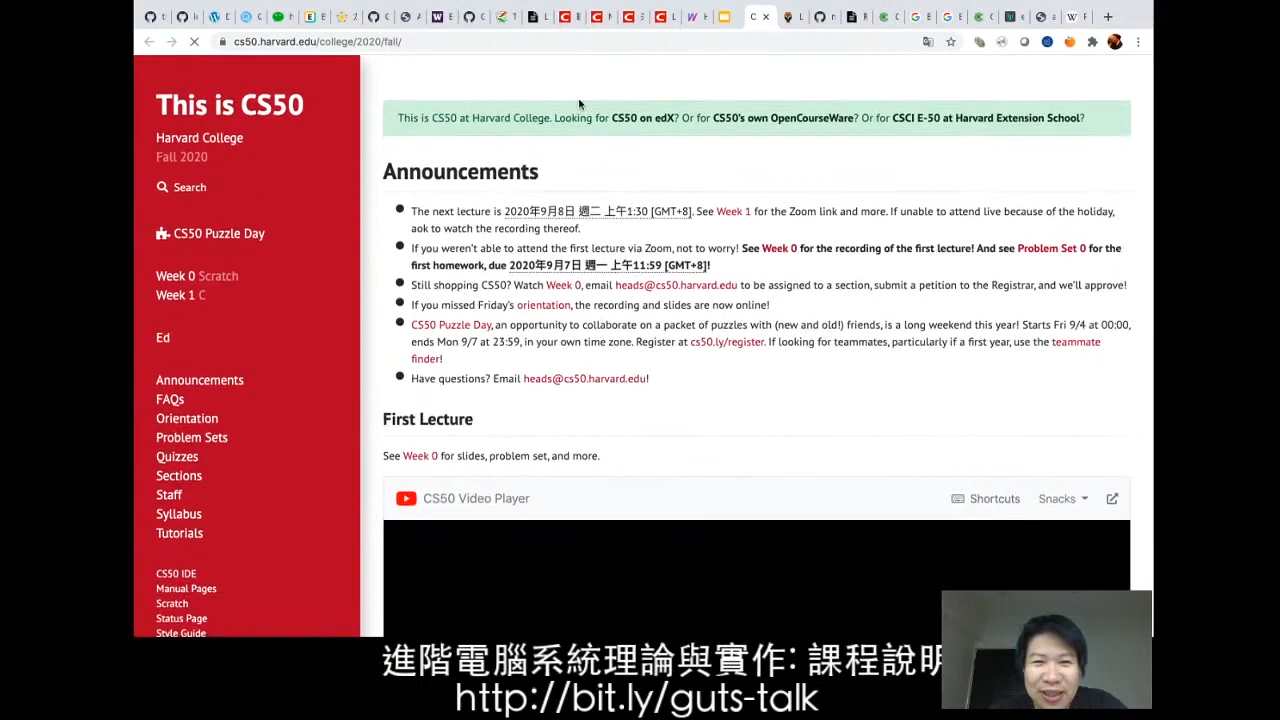 cs50.harvard.edu/college/2020/fall/
This is CS50
Harvard College
Fall 2020
Search
CS50 Puzzle Day
Week 0 Scratch
Week 1 C
Ed
Announcements
FAQs
Orientation
Problem Sets
Quizzes
Sections
Staff
Syllabus
Tutorials
CS50 IDE
Manual Pages
Scratch
Status Page
Style Guide
This is CS50 at Harvard College. Looking for CS50 on edX? Or for CS50's own OpenCourseWare? Or for CSCI E-50 at Harvard Extension School?
Announcements
The next lecture is 2020年9月8日 週二 上午1:30 [GMT+8]. See Week 1 for the Zoom link and more. If unable to attend live because of the holiday,
aok to watch the recording thereof.
If you weren't able to attend the first lecture via Zoom, not to worry! See Week 0 for the recording of the first lecture! And see Problem Set 0 for
the first homework, due 2020年9月7日 週一 上午11:59 [GMT+8]!
Still shopping CS50? Watch Week 0, email heads@cs50.harvard.edu to be assigned to a section, submit a petition to the Registrar, and we'll approve!
If you missed Friday's orientation, the recording and slides are now online!
CS50 Puzzle Day, an opportunity to collaborate on a packet of puzzles with (new and old!) friends, is a long weekend this year! Starts Fri 9/4 at 00:00,
ends Mon 9/7 at 23:59, in your own time zone. Register at cs50.ly/register. If looking for teammates, particularly if a first year, use the teammate
finder!
Have questions? Email heads@cs50.harvard.edu!
First Lecture
See Week 0 for slides, problem set, and more.
CS50 Video Player
Shortcuts
Snacks
進階電腦系統理論與實作: 課程說明
http://bit.ly/guts-talk